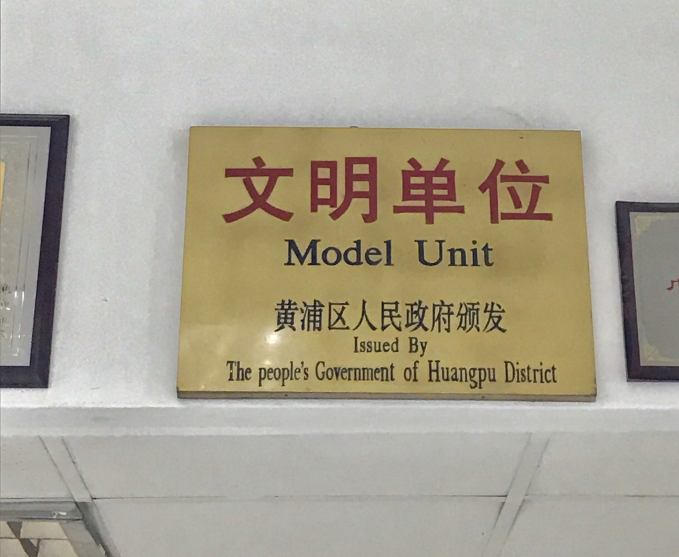 文明单位
Model Unit
黄浦区人民政府颁发
Issued By
The people's Government of Huangpu District